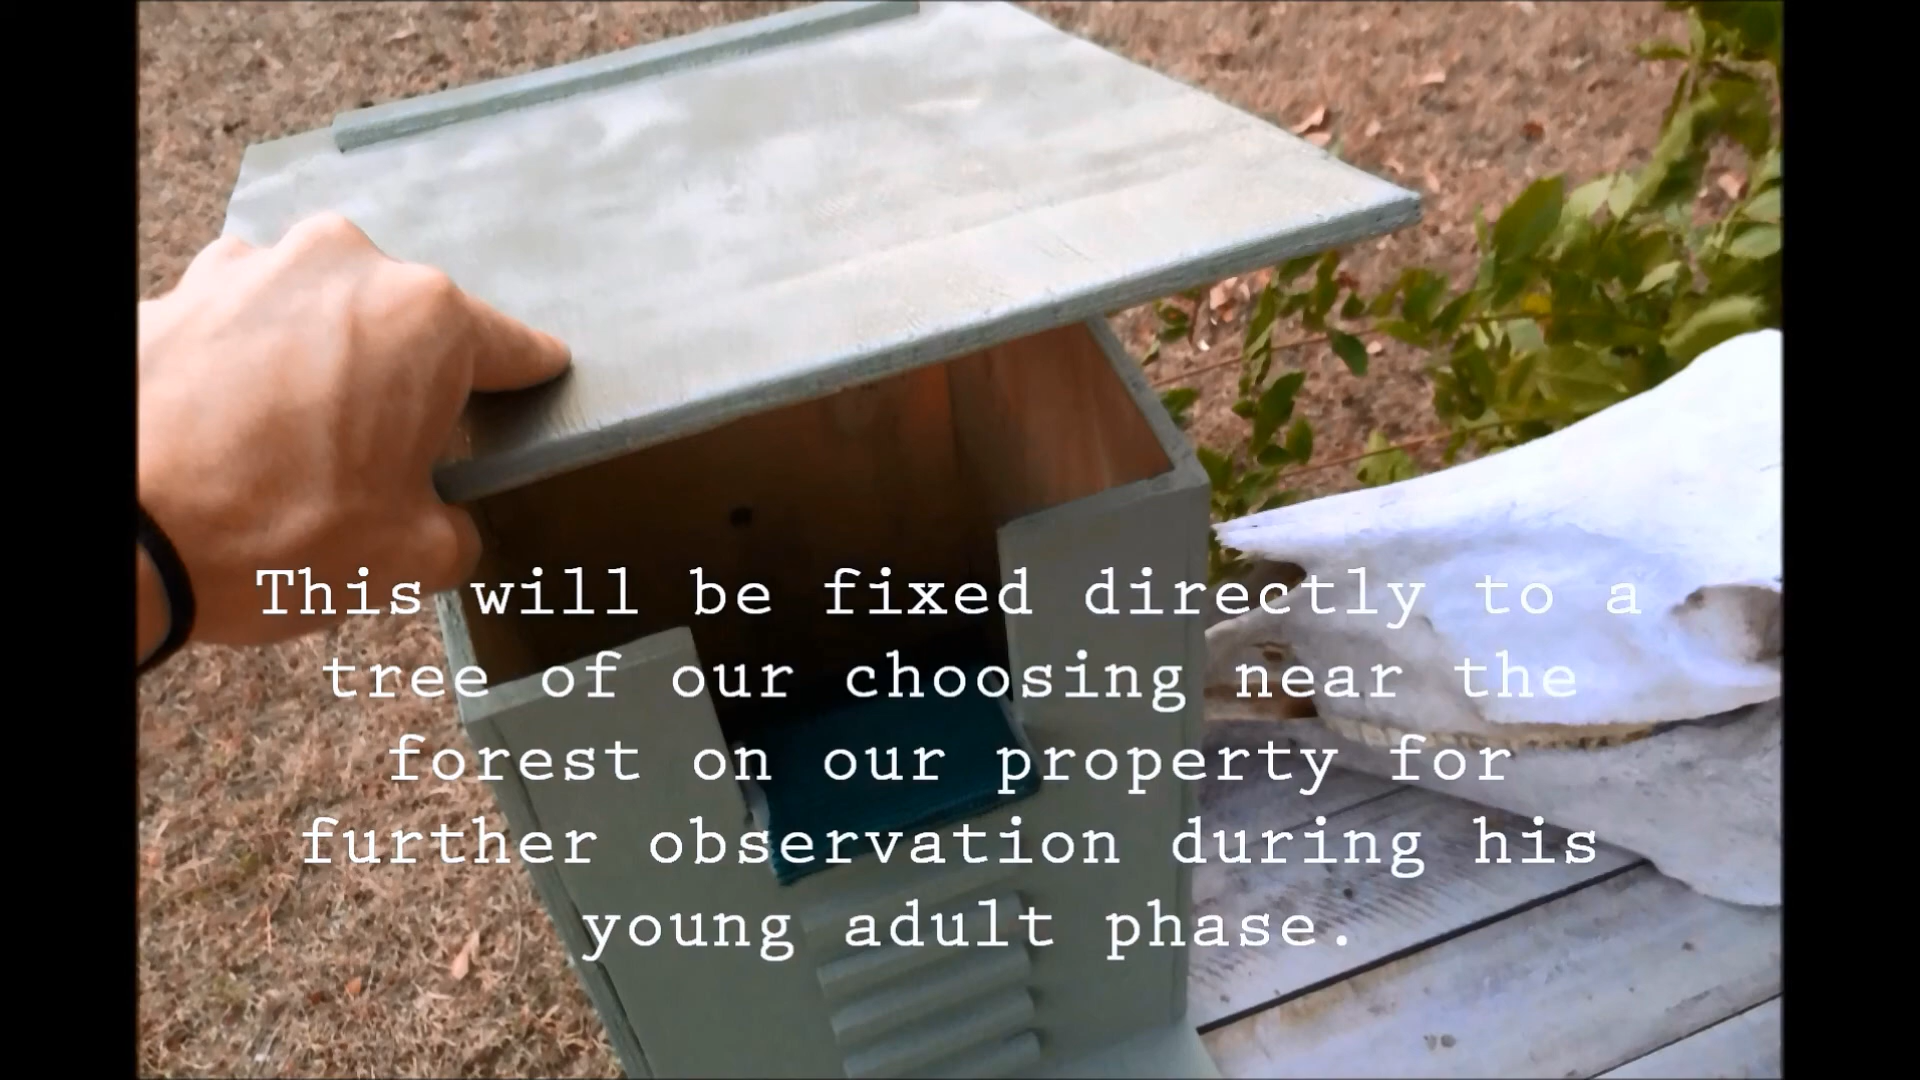 This will be fixed directly to a
tree of our choosing near the
forest on our property for
further observation during his
young adult phase.